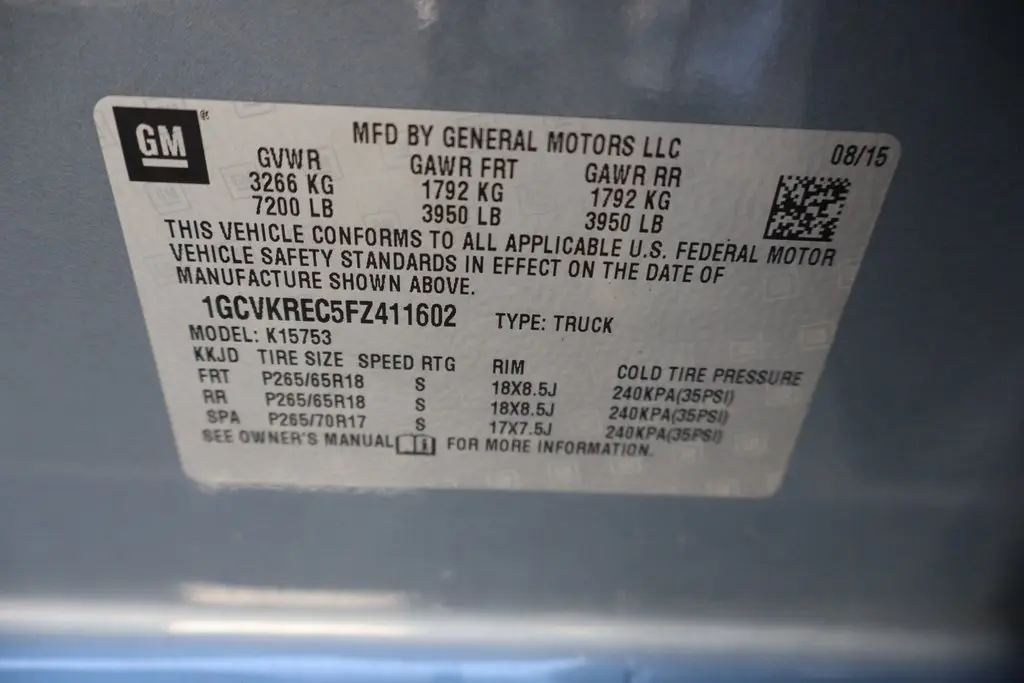 GM®
MFD BY GENERAL MOTORS LLC 08/15
GVWR GAWR FRT GAWR RR
3266 KG 1792 KG 1792 KG
7200 LB 3950 LB 3950 LB
THIS VEHICLE CONFORMS TO ALL APPLICABLE U.S. FEDERAL MOTOR
VEHICLE SAFETY STANDARDS IN EFFECT ON THE DATE OF
MANUFACTURE SHOWN ABOVE.
1GCVKREC5FZ411602 TYPE: TRUCK
MODEL: K15753
KKJD TIRE SIZE SPEED RTG RIM COLD TIRE PRESSURE
FRT P265/65R18 S 18X8.5J 240KPA(35PSI)
RR P265/65R18 S 18X8.5J 240KPA(35PSI)
SPA P265/70R17 S 17X7.5J 240KPA(35PSI)
SEE OWNER'S MANUAL FOR MORE INFORMATION.